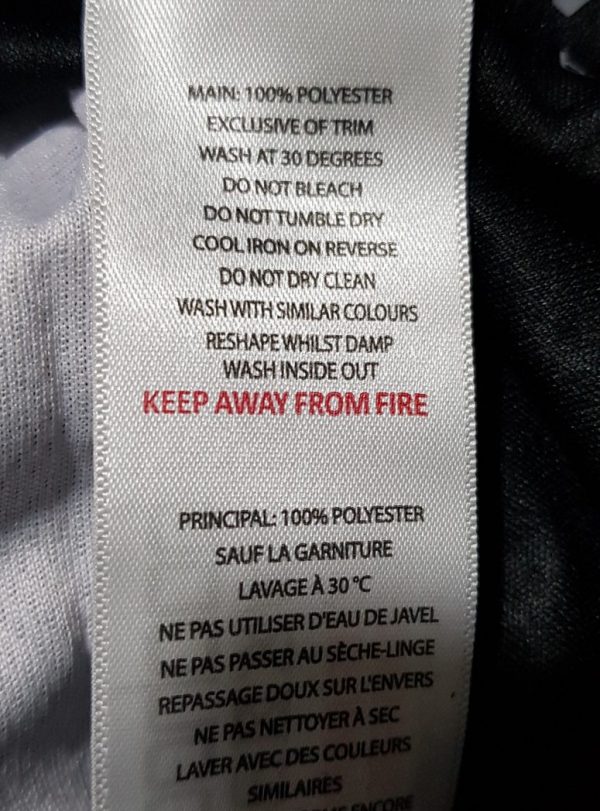 MAIN: 100% POLYESTER
EXCLUSIVE OF TRIM
WASH AT 30 DEGREES
DO NOT BLEACH
DO NOT TUMBLE DRY
COOL IRON ON REVERSE
DO NOT DRY CLEAN
WASH WITH SIMILAR COLOURS
RESHAPE WHILST DAMP
WASH INSIDE OUT
KEEP AWAY FROM FIRE
PRINCIPAL: 100% POLYESTER
SAUF LA GARNITURE
LAVAGE À 30 °C
NE PAS UTILISER D'EAU DE JAVEL
NE PAS PASSER AU SÈCHE-LINGE
REPASSAGE DOUX SUR L'ENVERS
NE PAS NETTOYER À SEC
LAVER AVEC DES COULEURS
SIMILAIRES
ENCORE